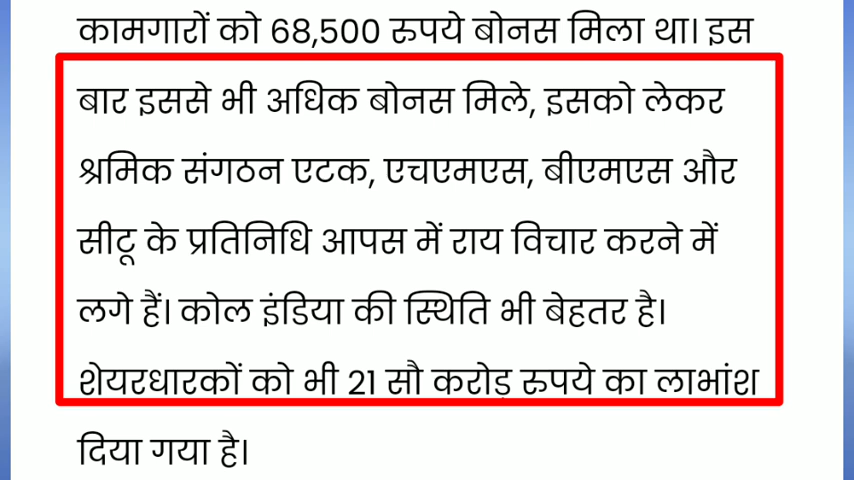 कामगारों को 68,500 रुपये बोनस मिला था। इस
बार इससे भी अधिक बोनस मिले, इसको लेकर
श्रमिक संगठन एटक, एचएमएस, बीएमएस और
सीटू के प्रतिनिधि आपस में राय विचार करने में
लगे हैं। कोल इंडिया की स्थिति भी बेहतर है।
शेयरधारकों को भी 21 सौ करोड़ रुपये का लाभांश
दिया गया है।